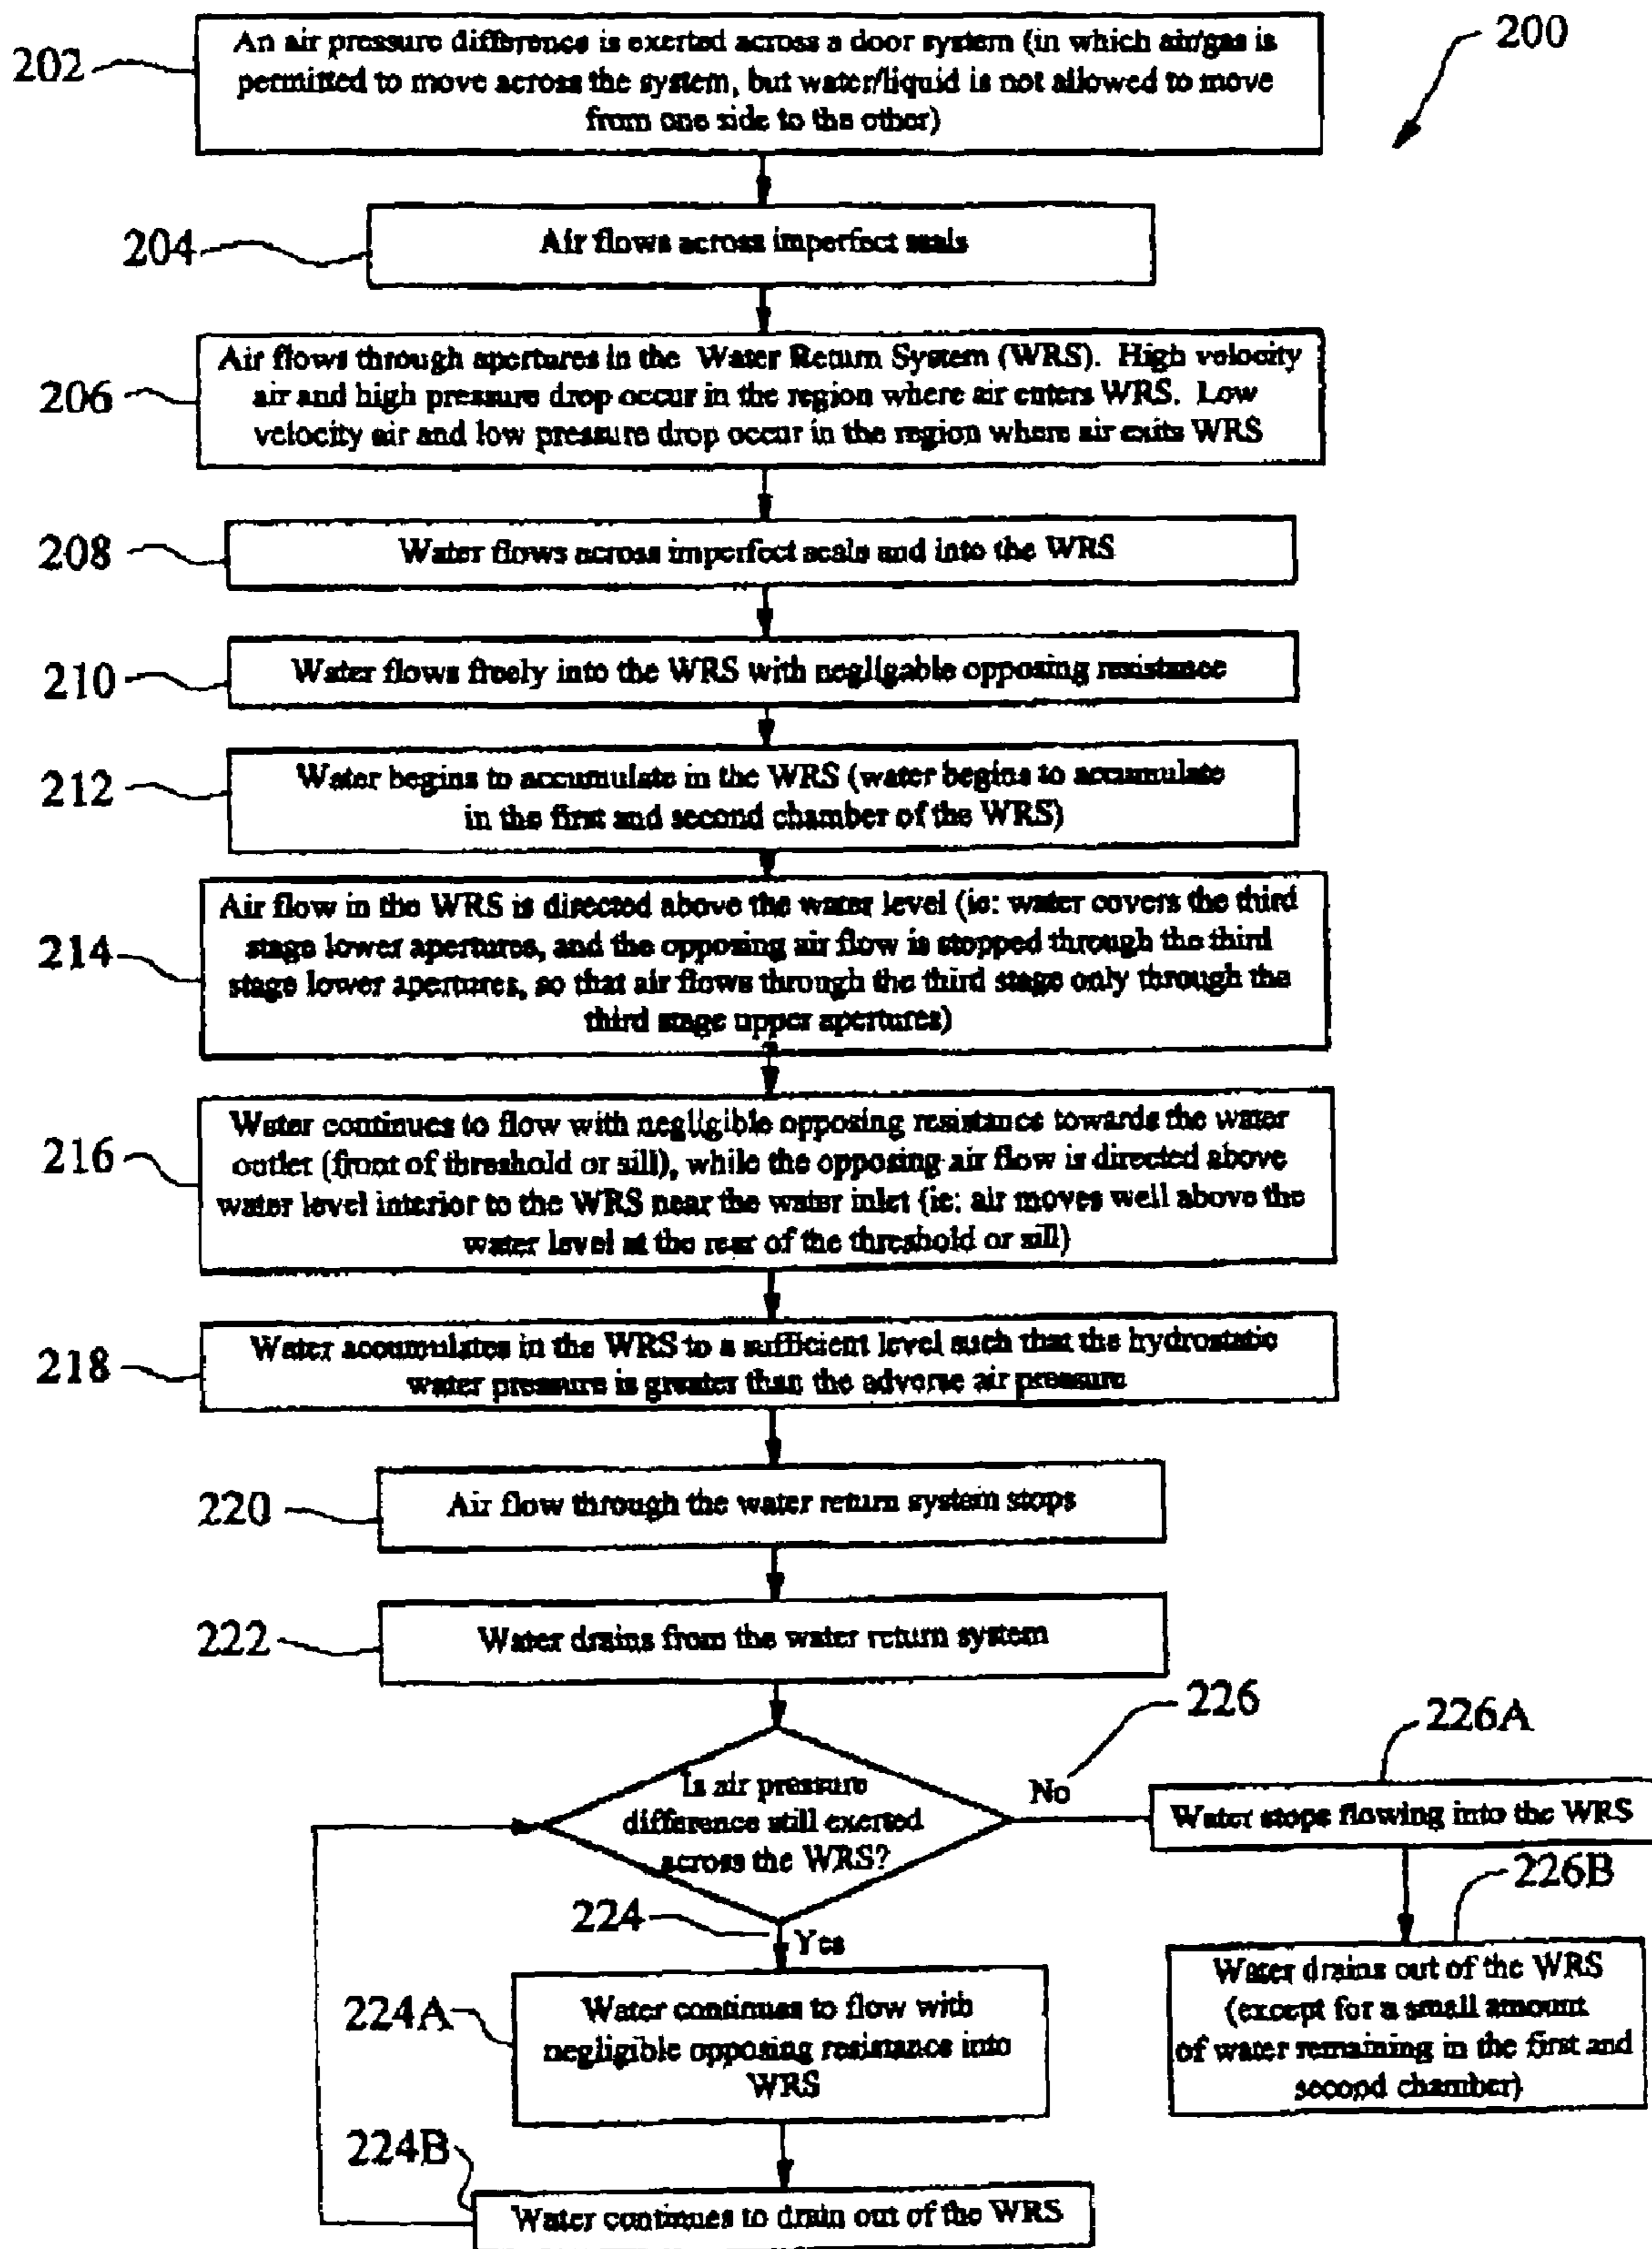 200
202
An air pressure difference is exerted across a door system (in which air/gas is
permitted to move across the system, but water/liquid is not allowed to move
from one side to the other)
204
Air flows across imperfect seals
206
Air flows through apertures in the Water Return System (WRS). High velocity
air and high pressure drop occur in the region where air enters WRS. Low
velocity air and low pressure drop occur in the region where air exits WRS
208
Water flows across imperfect seals and into the WRS
210
Water flows freely into the WRS with negligable opposing resistance
212
Water begins to accumulate in the WRS (water begins to accumulate
in the first and second chamber of the WRS)
214
Air flow in the WRS is directed above the water level (ie: water covers the third
stage lower apertures, and the opposing air flow is stopped through the third
stage lower apertures, so that air flows through the third stage only through the
third stage upper apertures)
216
Water continues to flow with negligible opposing resistance towards the water
outlet (front of threshold or sill), while the opposing air flow is directed above
water level interior to the WRS near the water inlet (ie: air moves well above the
water level at the rear of the threshold or sill)
218
Water accumulates in the WRS to a sufficient level such that the hydrostatic
water pressure is greater than the adverse air pressure
220
Air flow through the water return system stops
222
Water drains from the water return system
Is air pressure
difference still exerted
across the WRS?
No
226
226A
Water stops flowing into the WRS
226B
Water drains out of the WRS
(except for a small amount
of water remaining in the first and
second chamber)
224
Yes
224A
Water continues to flow with
negligible opposing resistance into
WRS
224B
Water continues to drain out of the WRS